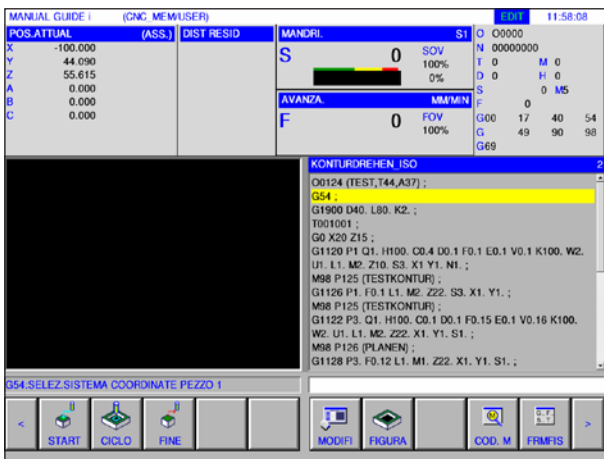 MANUAL GUIDE i (CNC_MEM/USER) EDIT 11:58:08
POS.ATTUAL (ASS.) DIST RESID
X -100.000
Y 44.090
Z 55.615
A 0.000
B 0.000
C 0.000
MANDRI. S1
S 0 SOV 100%
0%
AVANZA. MM/MIN
F 0 FOV 100%
O O0000
N 00000000
T 0 M 0
D 0 H 0
S 0 M5
F 0
G00 17 40 54
G 49 90 98
G69
KONTURDREHEN_ISO 2
O0124 (TEST,T44,A37) ;
G54 ;
G1900 D40. L80. K2. ;
T001001 ;
G0 X20 Z15 ;
G1120 P1 Q1. H100. C0.4 D0.1 F0.1 E0.1 V0.1 K100. W2.
U1. L1. M2. Z10. S3. X1 Y1. N1. ;
M98 P125 (TESTKONTUR) ;
G1126 P1. F0.1 L1. M2. Z22. S3. X1. Y1. ;
M98 P125 (TESTKONTUR) ;
G1122 P3. Q1. H100. C0.1 D0.1 F0.15 E0.1 V0.16 K100.
W2. U1. L1. M2. Z22. X1. Y1. S1. ;
M98 P126 (PLANEN) ;
G1128 P3. F0.12 L1. M1. Z22. X1. Y1. S1. ;
G54:SELEZ.SISTEMA COORDINATE PEZZO 1
< START CICLO FINE MODIFI FIGURA COD. M FRMFIS >